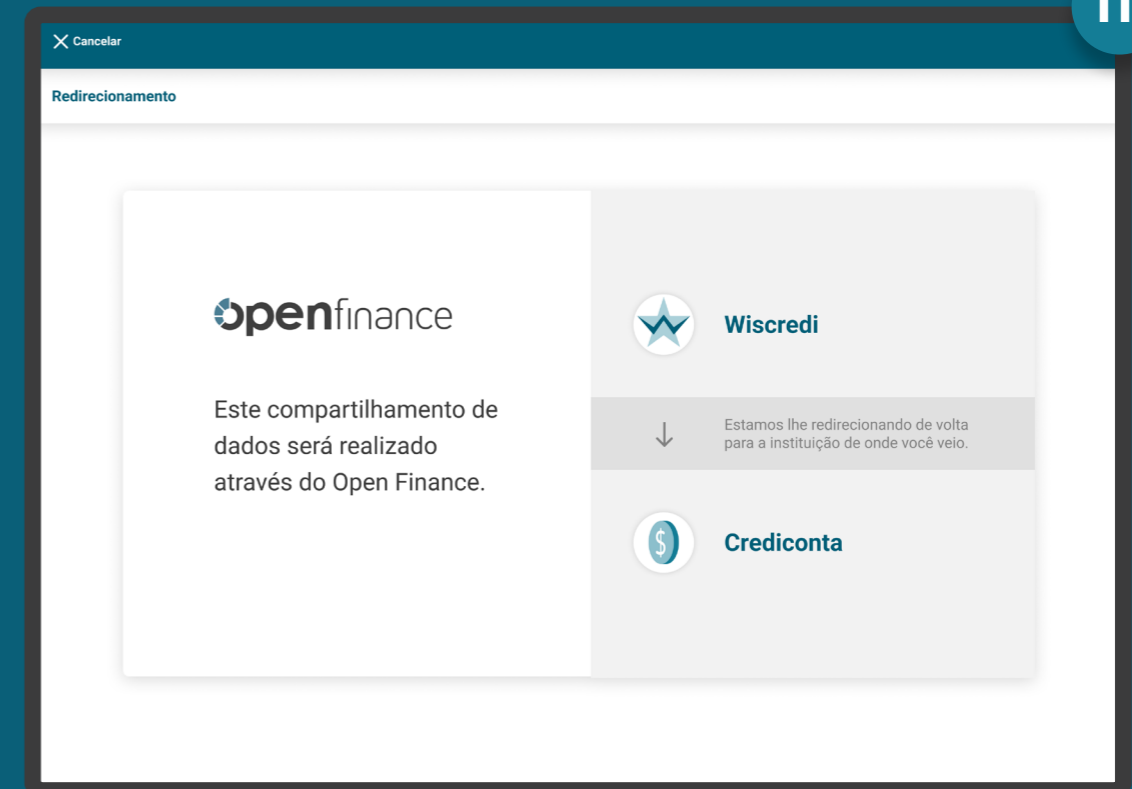 Cancelar
Redirecionamento
openfinance
Este compartilhamento de
dados será realizado
através do Open Finance.
Wiscredi
Estamos lhe redirecionando de volta
para a instituição de onde você veio.
$
Crediconta